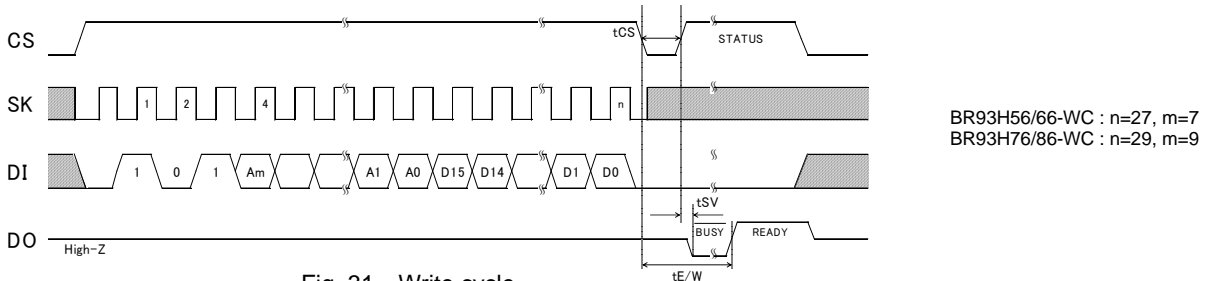 CS tCS STATUS
SK 1 2 4 n
BR93H56/66-WC : n=27, m=7
BR93H76/86-WC : n=29, m=9
DI 1 0 1 Am A1 A0 D15 D14 D1 D0
tSV
DO BUSY READY
High-Z
tE/W